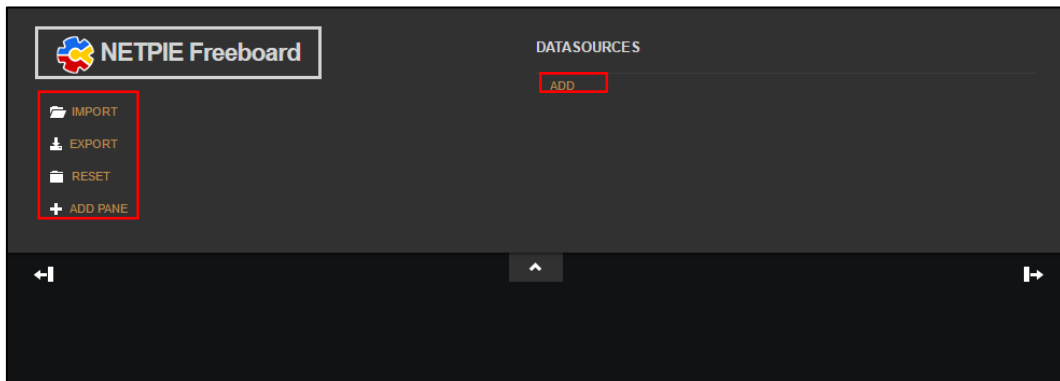 NETPIE Freeboard
IMPORT
EXPORT
RESET
ADD PANE
DATASOURCES
ADD